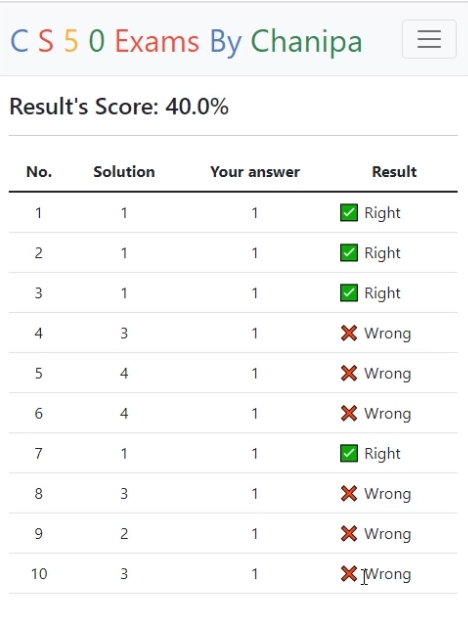 C S 5 0 Exams By Chanipa
Result's Score: 40.0%
No. Solution Your answer Result
1 1 1 Right
2 1 1 Right
3 1 1 Right
4 3 1 Wrong
5 4 1 Wrong
6 4 1 Wrong
7 1 1 Right
8 3 1 Wrong
9 2 1 Wrong
10 3 1 Wrong